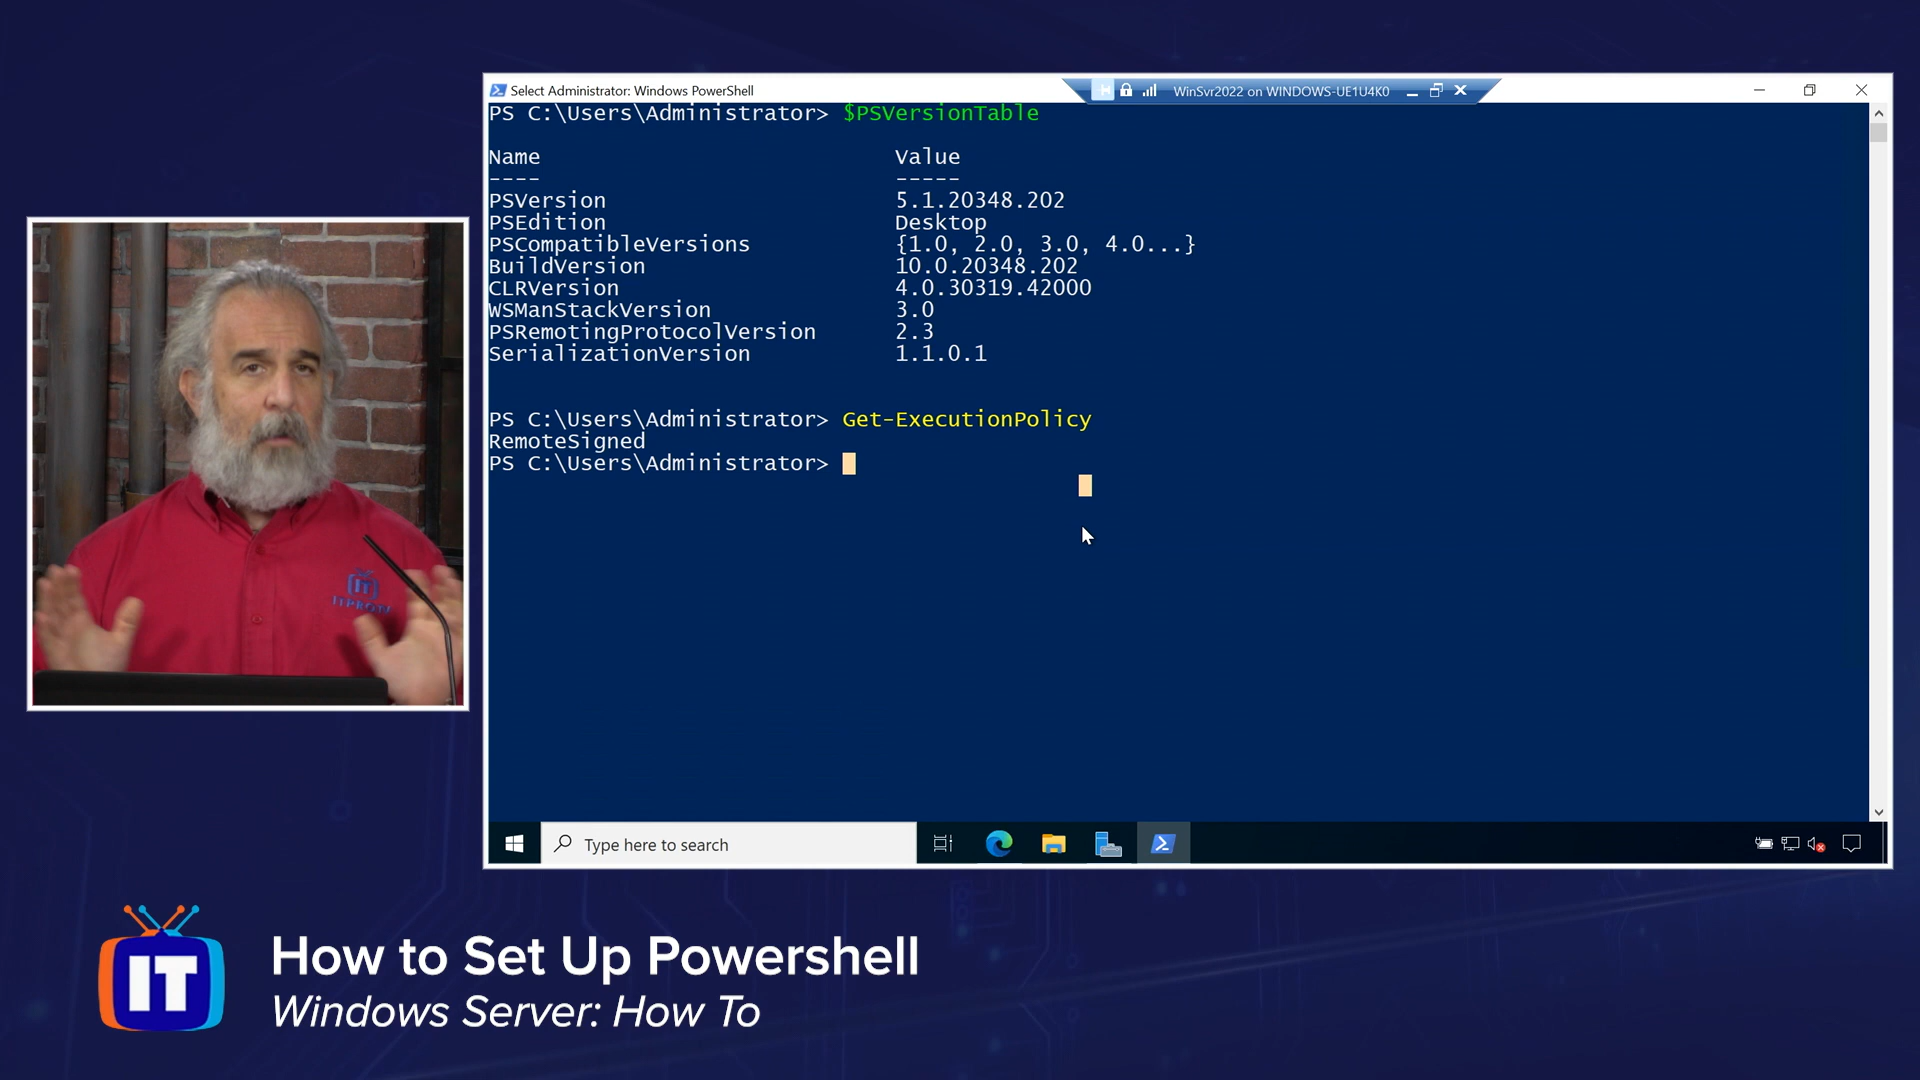 Select Administrator: Windows PowerShell
WinSvr2022 on WINDOWS-UE1U4K0
PS C:\Users\Administrator> $PSVersionTable
Name Value
---- -----
PSVersion 5.1.20348.202
PSEdition Desktop
PSCompatibleVersions {1.0, 2.0, 3.0, 4.0...}
BuildVersion 10.0.20348.202
CLRVersion 4.0.30319.42000
WSManStackVersion 3.0
PSRemotingProtocolVersion 2.3
SerializationVersion 1.1.0.1
PS C:\Users\Administrator> Get-ExecutionPolicy
RemoteSigned
PS C:\Users\Administrator>
IT
ITPROTV
Type here to search
IT
How to Set Up Powershell
Windows Server: How To